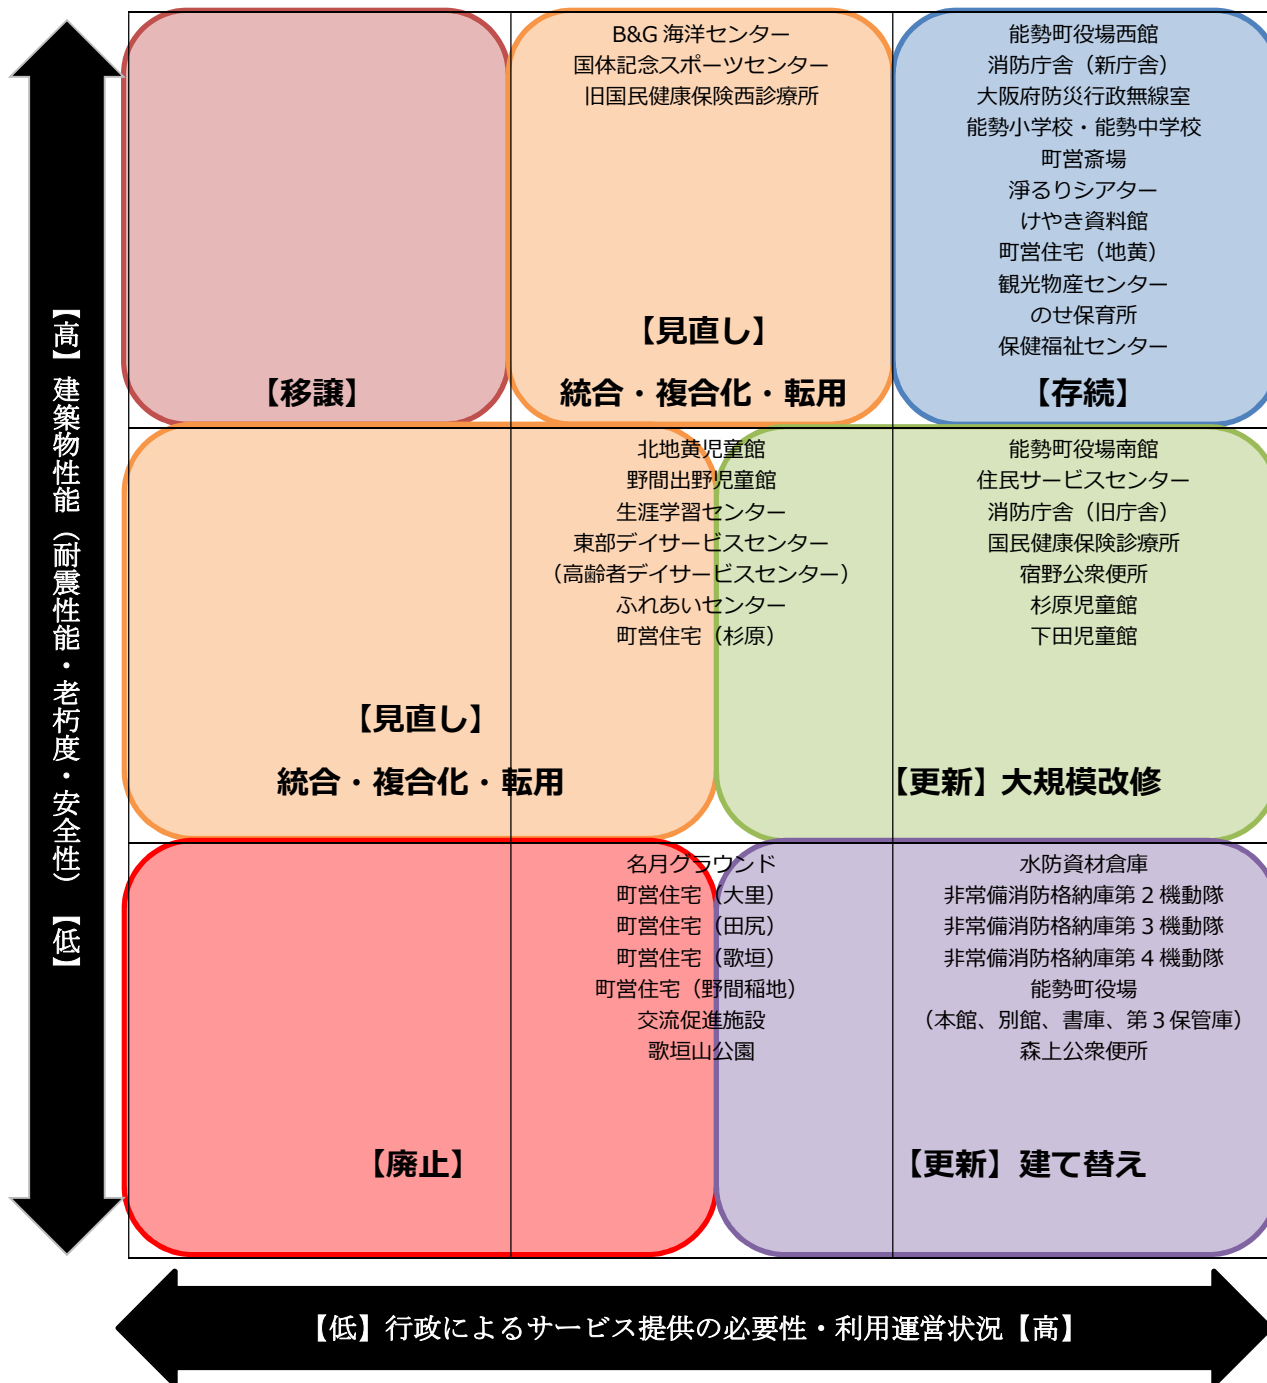 【高】建築物性能（耐震性能・老朽度・安全性）【低】
【移譲】
B&G 海洋センター
国体記念スポーツセンター
旧国民健康保険西診療所
【見直し】
統合・複合化・転用
能勢町役場西館
消防庁舎（新庁舎）
大阪府防災行政無線室
能勢小学校・能勢中学校
町営斎場
淨るりシアター
けやき資料館
町営住宅（地黄）
観光物産センター
のせ保育所
保健福祉センター
【存続】
北地黄児童館
野間出野児童館
生涯学習センター
東部デイサービスセンター
（高齢者デイサービスセンター）
ふれあいセンター
町営住宅（杉原）
【見直し】
統合・複合化・転用
能勢町役場南館
住民サービスセンター
消防庁舎（旧庁舎）
国民健康保険診療所
宿野公衆便所
杉原児童館
下田児童館
【更新】大規模改修
名月グラウンド
町営住宅（大里）
町営住宅（田尻）
町営住宅（歌垣）
町営住宅（野間稲地）
交流促進施設
歌垣山公園
【廃止】
水防資材倉庫
非常備消防格納庫第２機動隊
非常備消防格納庫第３機動隊
非常備消防格納庫第４機動隊
能勢町役場
（本館、別館、書庫、第３保管庫）
森上公衆便所
【更新】建て替え
【低】行政によるサービス提供の必要性・利用運営状況【高】